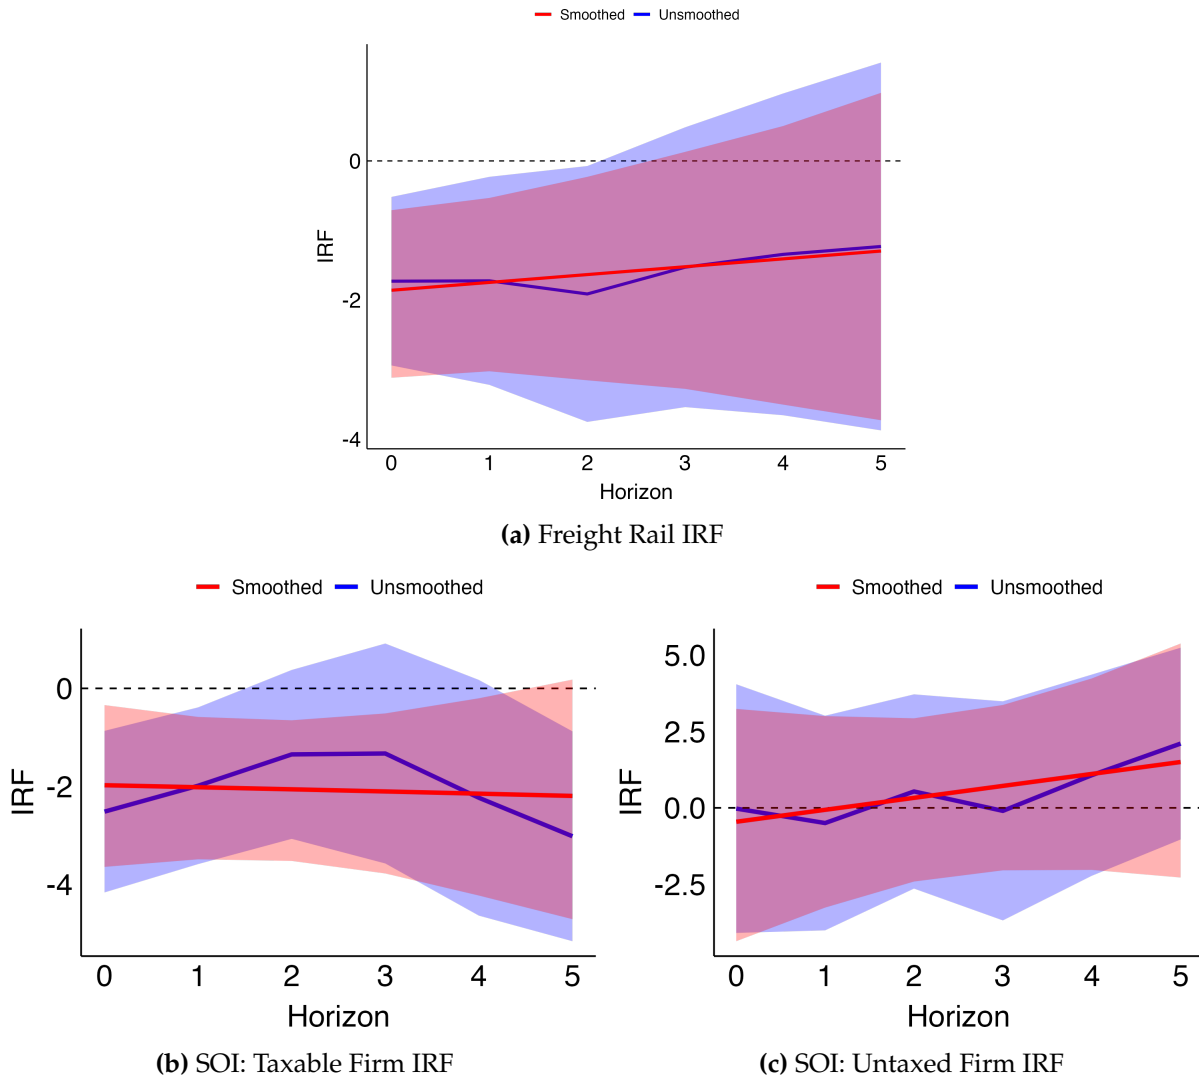 Smoothed Unsmoothed
0
-2
-4
IRF
0 1 2 3 4 5
Horizon
(a) Freight Rail IRF
Smoothed Unsmoothed
0
-2
-4
IRF
0 1 2 3 4 5
Horizon
(b) SOI: Taxable Firm IRF
Smoothed Unsmoothed
5.0
2.5
0.0
-2.5
IRF
0 1 2 3 4 5
Horizon
(c) SOI: Untaxed Firm IRF